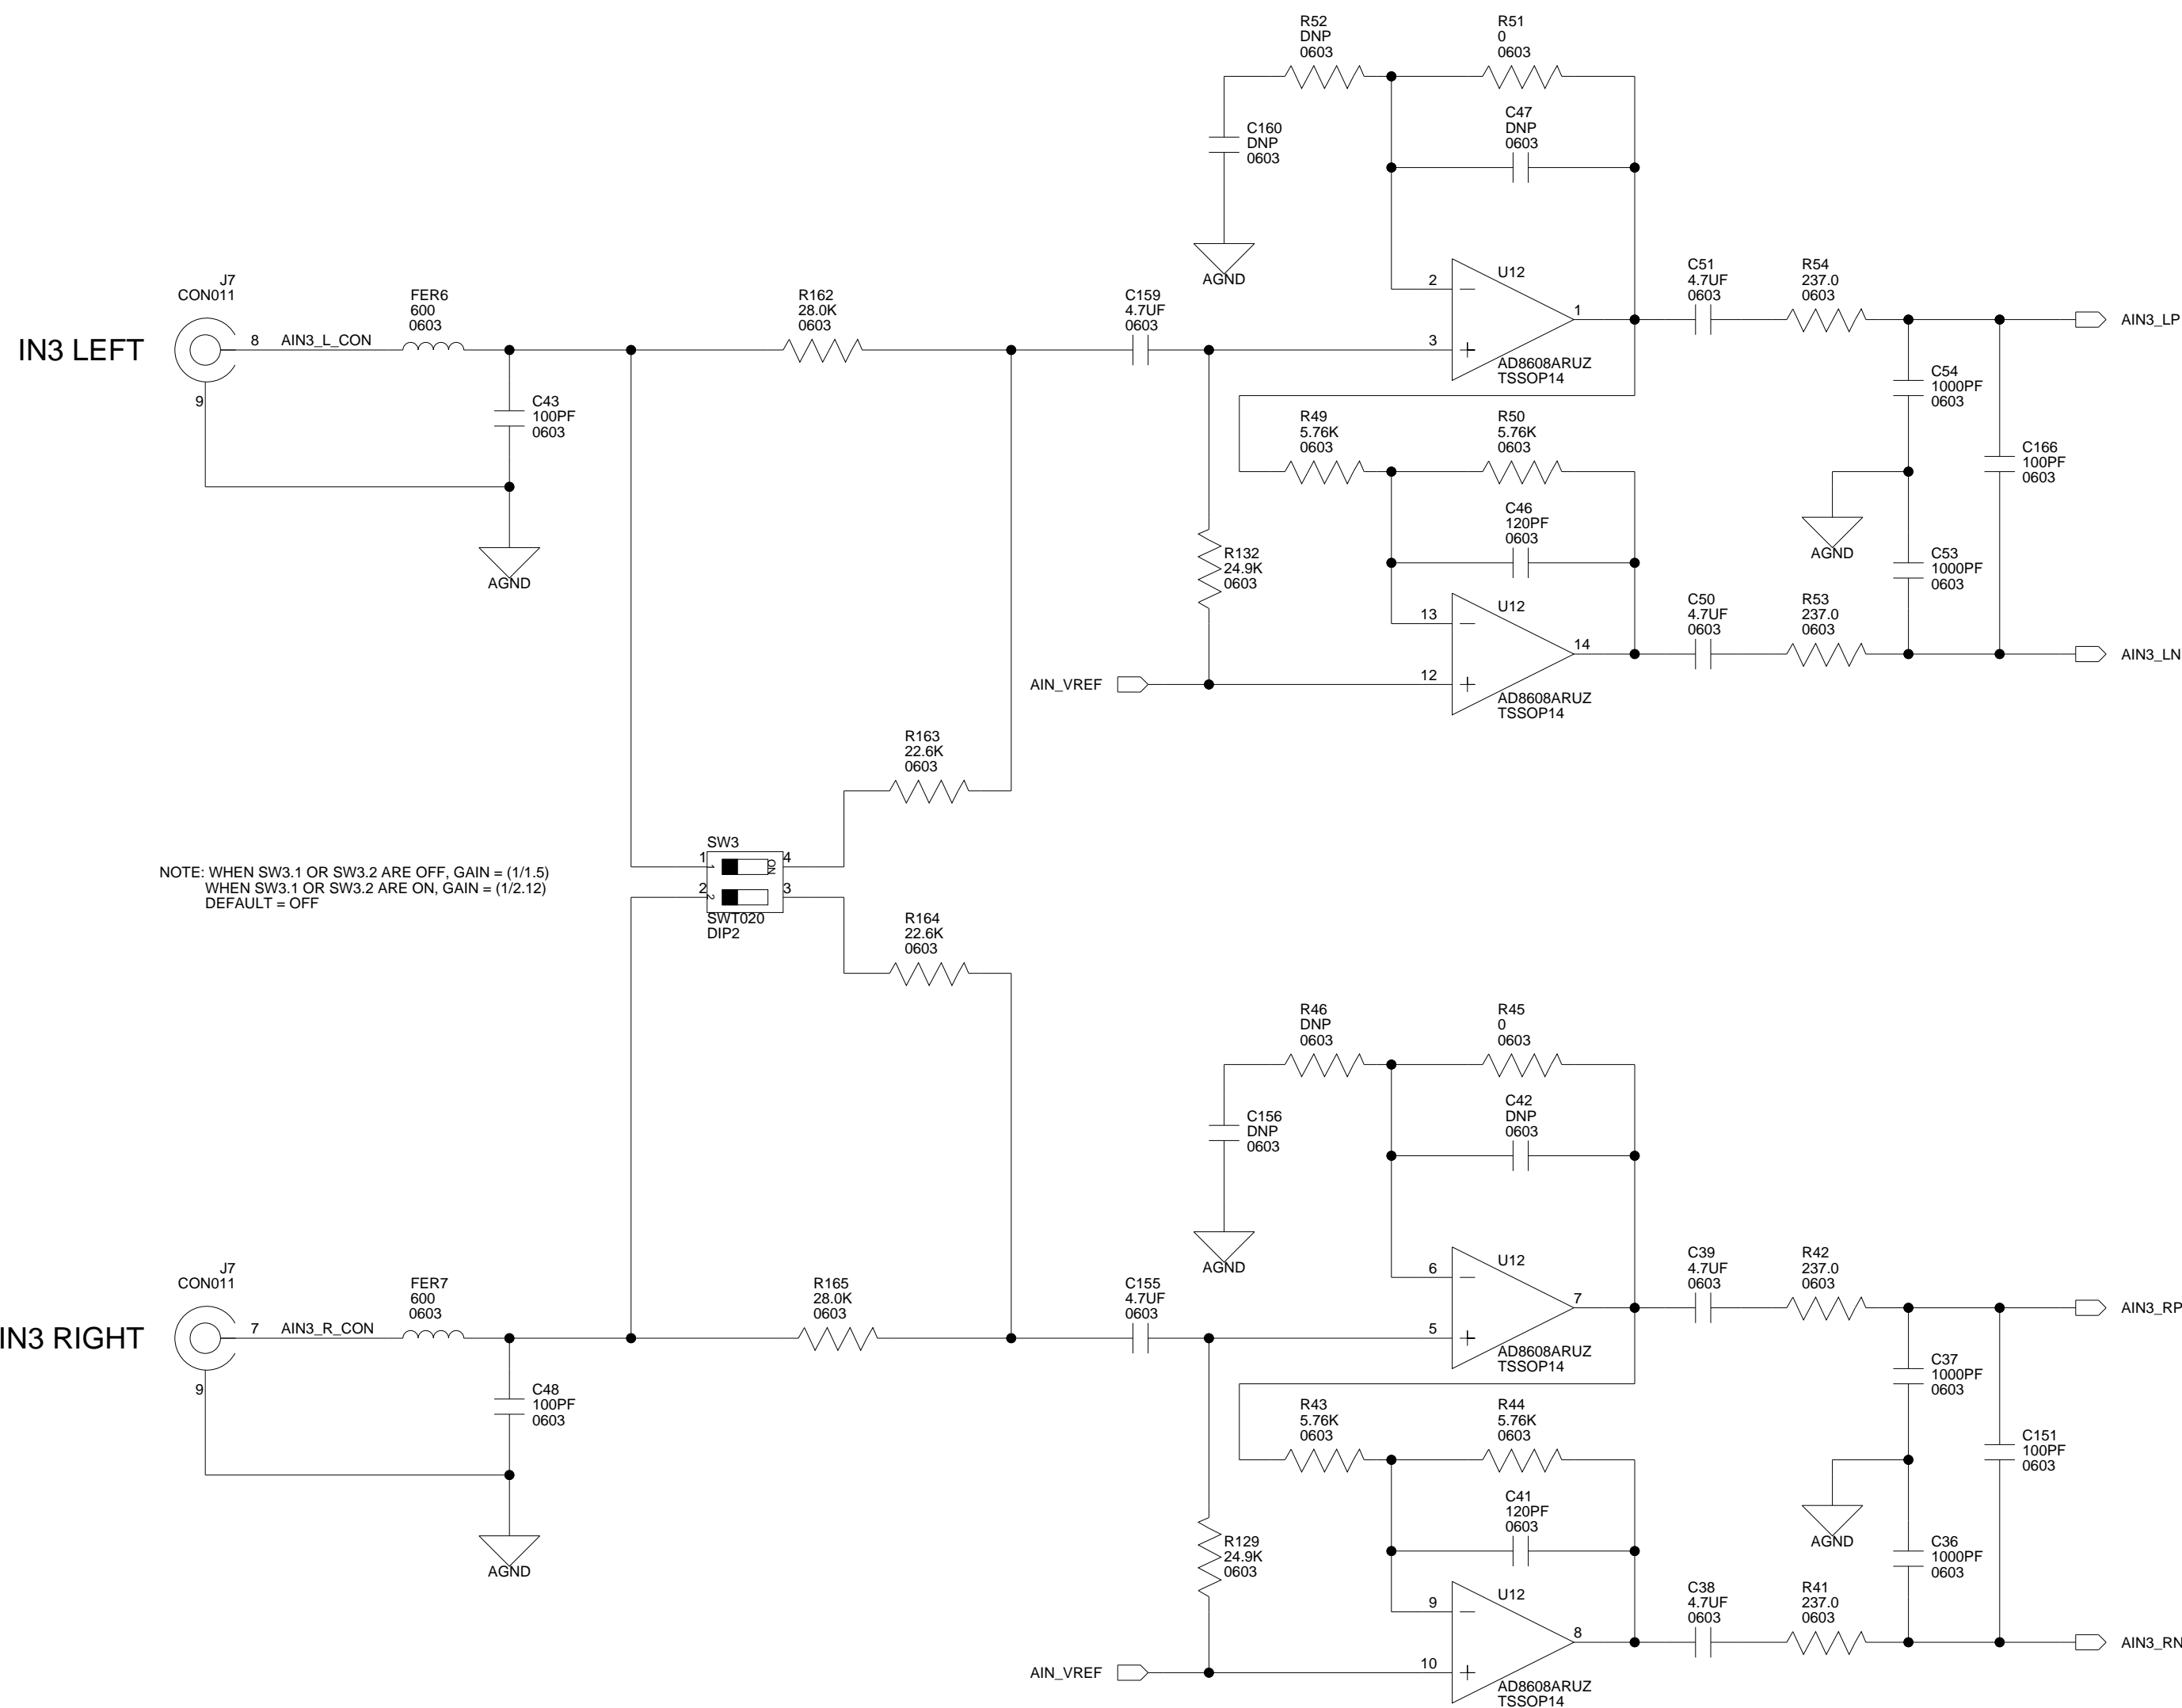 R52
DNP
0603
R51
0
0603
C160
DNP
0603
C47
DNP
0603
AGND
J7
CON011
FER6
600
0603
R162
28.0K
0603
C159
4.7UF
0603
2
3
1
U12
AD8608ARUZ
TSSOP14
C51
4.7UF
0603
R54
237.0
0603
AIN3_LP
IN3 LEFT
8
AIN3_L_CON
9
C43
100PF
0603
AGND
R49
5.76K
0603
R50
5.76K
0603
C54
1000PF
0603
C166
100PF
0603
C46
120PF
0603
R132
24.9K
0603
AGND
C53
1000PF
0603
13
12
14
U12
AD8608ARUZ
TSSOP14
C50
4.7UF
0603
R53
237.0
0603
AIN3_LN
AIN_VREF
R163
22.6K
0603
SW3
1
4
1
ON
2
3
2
SWT020
DIP2
NOTE: WHEN SW3.1 OR SW3.2 ARE OFF, GAIN = (1/1.5)
WHEN SW3.1 OR SW3.2 ARE ON, GAIN = (1/2.12)
DEFAULT = OFF
R164
22.6K
0603
R46
DNP
0603
R45
0
0603
C156
DNP
0603
C42
DNP
0603
AGND
J7
CON011
FER7
600
0603
R165
28.0K
0603
C155
4.7UF
0603
6
5
7
U12
AD8608ARUZ
TSSOP14
C39
4.7UF
0603
R42
237.0
0603
AIN3_RP
IN3 RIGHT
7
AIN3_R_CON
9
C48
100PF
0603
AGND
R43
5.76K
0603
R44
5.76K
0603
C37
1000PF
0603
C151
100PF
0603
C41
120PF
0603
R129
24.9K
0603
AGND
C36
1000PF
0603
9
10
8
U12
AD8608ARUZ
TSSOP14
C38
4.7UF
0603
R41
237.0
0603
AIN3_RN
AIN_VREF